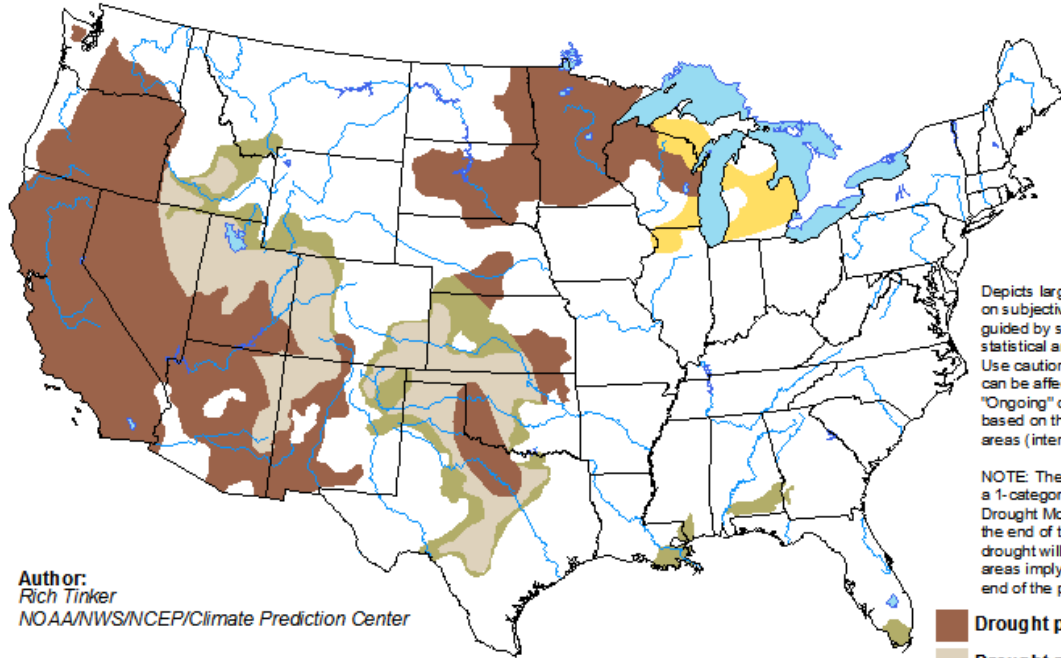 Depicts larg
on subjectiv
guided by s
statistical ar
Use caution
can be affe
"Ongoing" d
based on th
areas (inter
NOTE: The
a 1-categor
Drought Mo
the end of t
drought will
areas imply
end of the p
Author:
Rich Tinker
NOAA/NWS/NCEP/Climate Prediction Center
Drought p
Drought